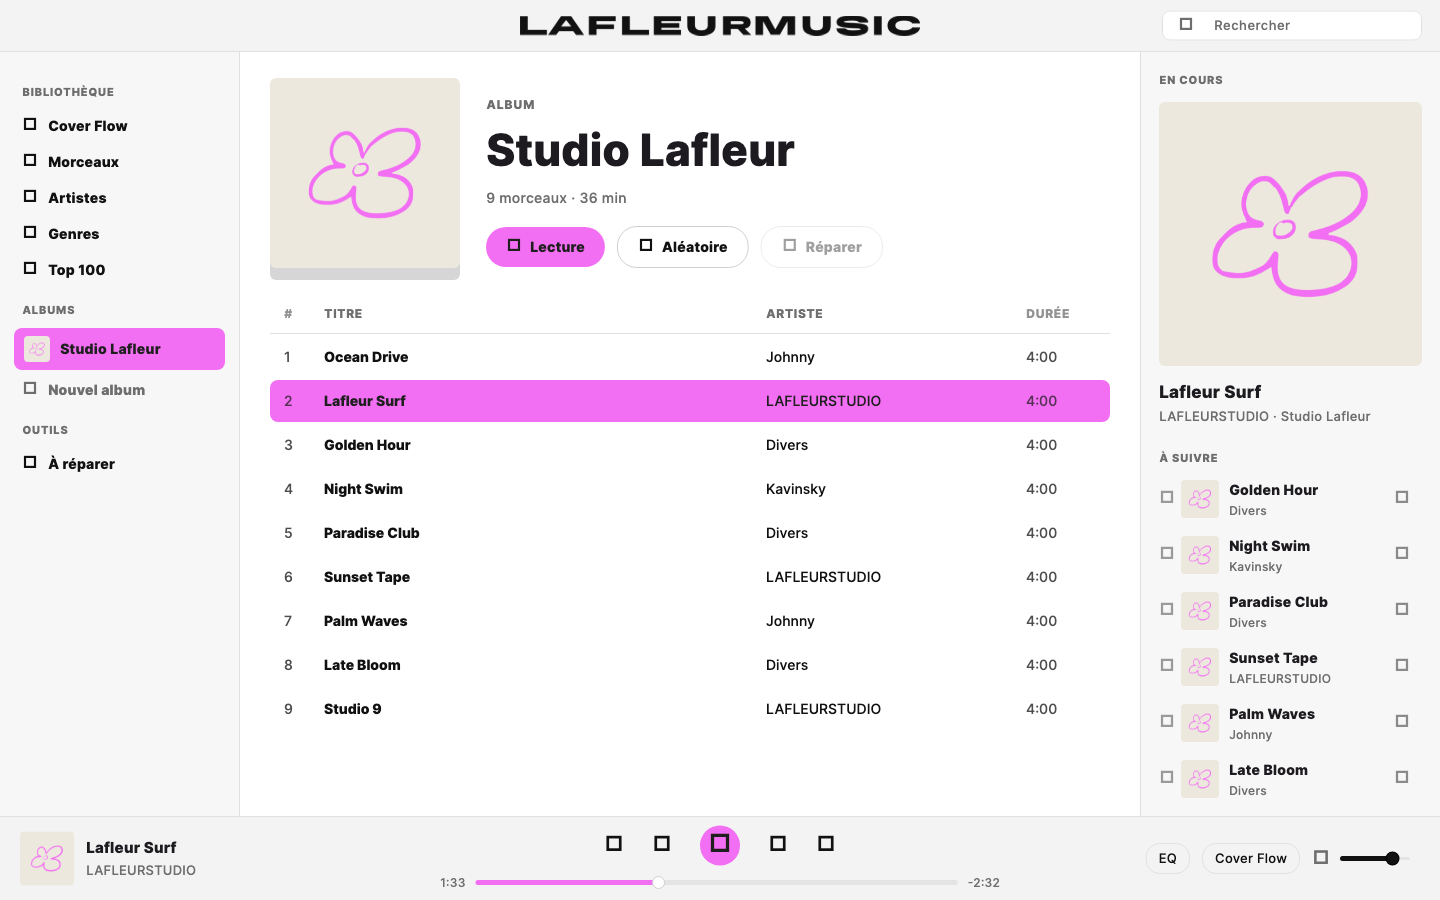 LAFLEURMUSIC
Rechercher
BIBLIOTHÈQUE
Cover Flow
Morceaux
Artistes
Genres
Top 100
ALBUMS
Studio Lafleur
Nouvel album
OUTILS
À réparer
ALBUM
Studio Lafleur
9 morceaux · 36 min
Lecture Aléatoire Réparer
# TITRE ARTISTE DURÉE
1 Ocean Drive Johnny 4:00
2 Lafleur Surf LAFLEURSTUDIO 4:00
3 Golden Hour Divers 4:00
4 Night Swim Kavinsky 4:00
5 Paradise Club Divers 4:00
6 Sunset Tape LAFLEURSTUDIO 4:00
7 Palm Waves Johnny 4:00
8 Late Bloom Divers 4:00
9 Studio 9 LAFLEURSTUDIO 4:00
EN COURS
Lafleur Surf
LAFLEURSTUDIO · Studio Lafleur
À SUIVRE
Golden Hour
Divers
Night Swim
Kavinsky
Paradise Club
Divers
Sunset Tape
LAFLEURSTUDIO
Palm Waves
Johnny
Late Bloom
Divers
Lafleur Surf
LAFLEURSTUDIO
1:33 -2:32
EQ Cover Flow